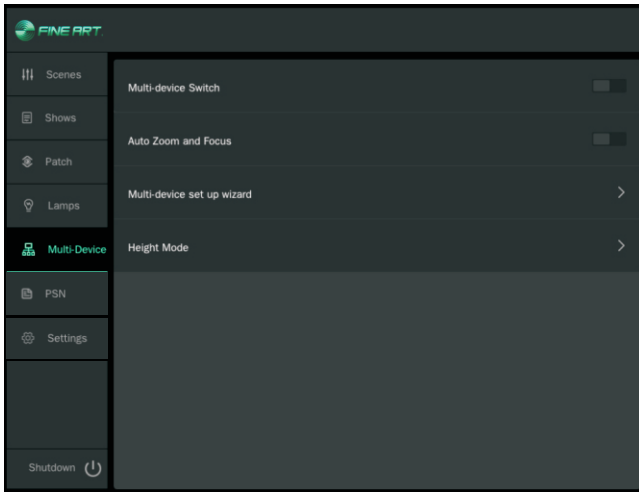 FINE ART.
Scenes
Shows
Patch
Lamps
Multi-Device
PSN
Settings
Shutdown
Multi-device Switch
Auto Zoom and Focus
Multi-device set up wizard
Height Mode